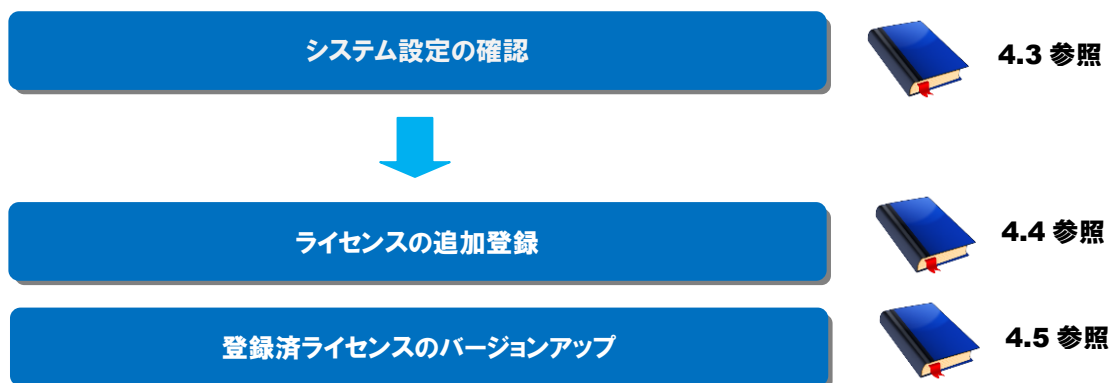 システム設定の確認
4.3 参照
ライセンスの追加登録
4.4 参照
登録済ライセンスのバージョンアップ
4.5 参照